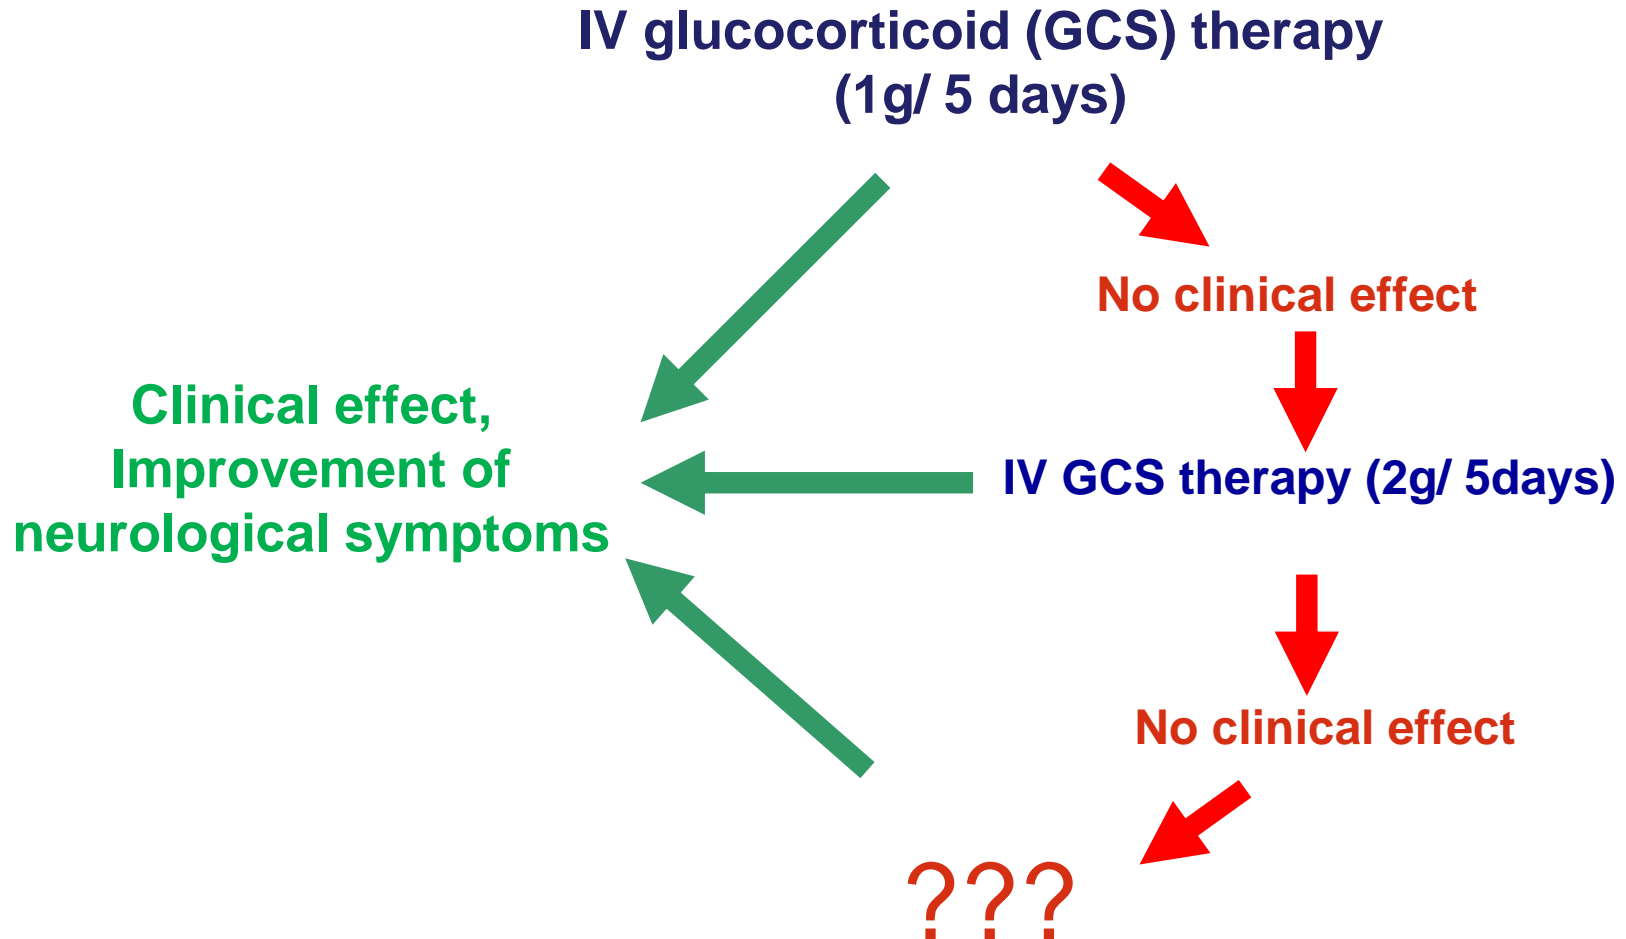 IV glucocorticoid (GCS) therapy
(1g/ 5 days)
No clinical effect
Clinical effect,
Improvement of
neurological symptoms
IV GCS therapy (2g/ 5days)
No clinical effect
???